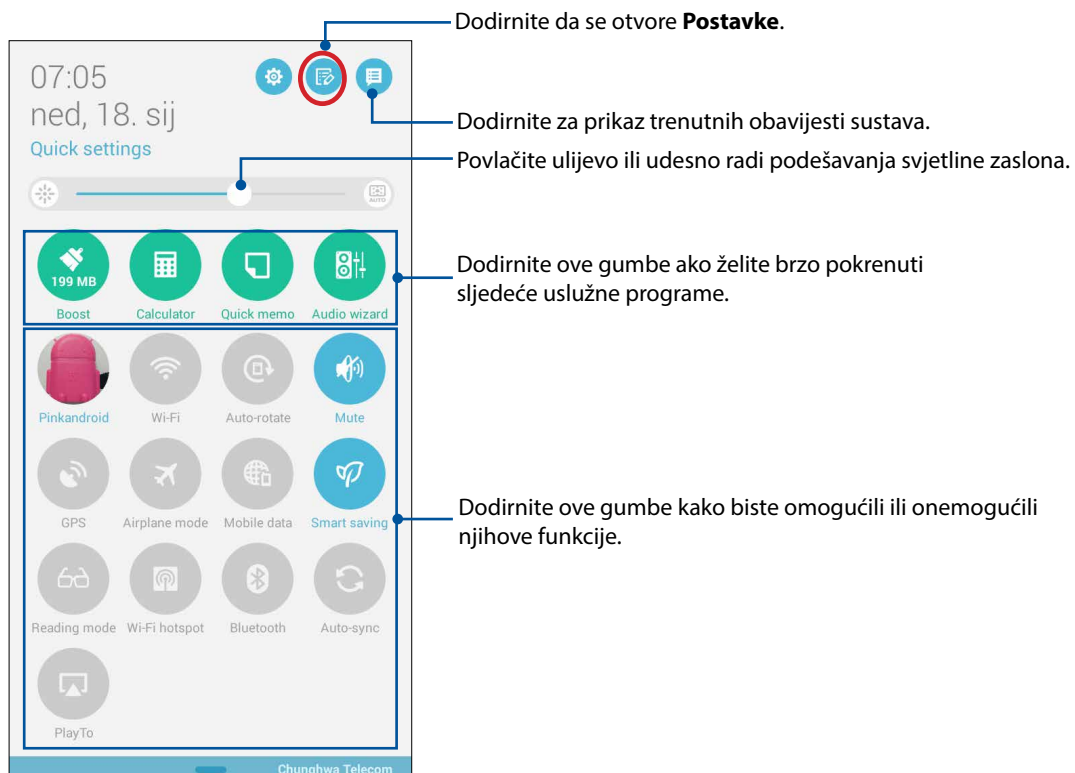 Dodirnite da se otvore Postavke.
07:05
ned, 18. sij
Quick settings
Dodirnite za prikaz trenutnih obavijesti sustava.
Povlačite ulijevo ili udesno radi podešavanja svjetline zaslona.
AUTO
Dodirnite ove gumbe ako želite brzo pokrenuti
sljedeće uslužne programe.
199 MB
Boost Calculator Quick memo Audio wizard
Pinkandroid Wi-Fi Auto-rotate Mute
Dodirnite ove gumbe kako biste omogućili ili onemogućili
njihove funkcije.
GPS Airplane mode Mobile data Smart saving
Reading mode Wi-Fi hotspot Bluetooth Auto-sync
PlayTo
Chunghwa Telecom